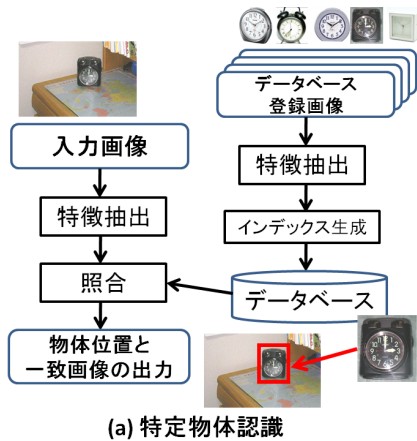 データベース
登録画像
入力画像
特徴抽出
特徴抽出
インデックス生成
照合
データベース
物体位置と
一致画像の出力
(a) 特定物体認識